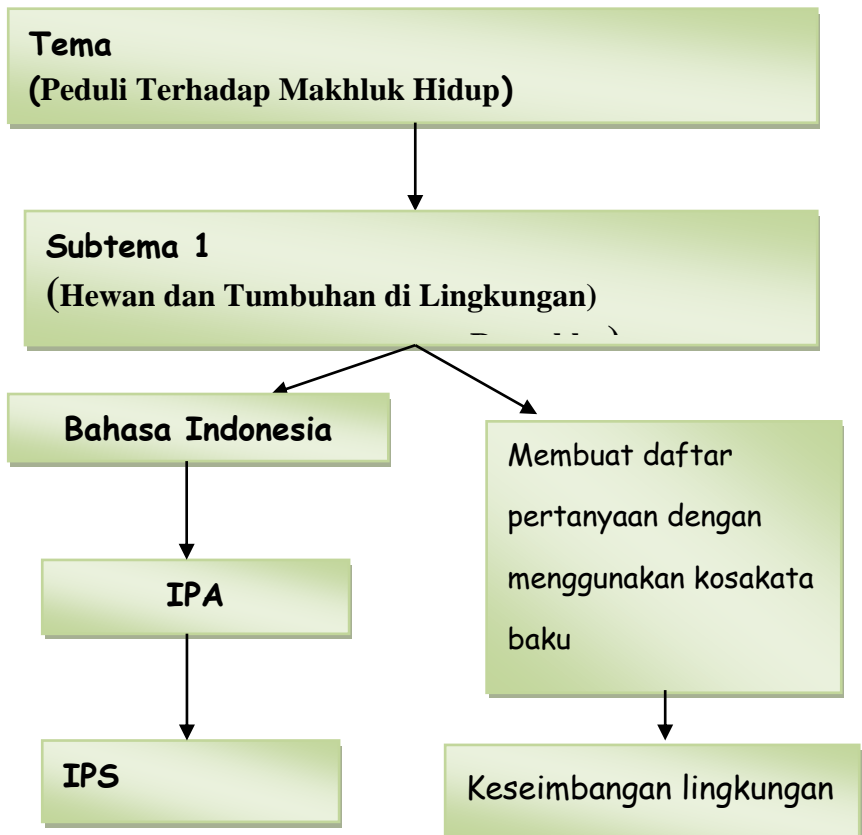 Tema
(Peduli Terhadap Makhluk Hidup)
Subtema 1
(Hewan dan Tumbuhan di Lingkungan)
Bahasa Indonesia
IPA
IPS
Membuat daftar
pertanyaan dengan
menggunakan kosakata
baku
Keseimbangan lingkungan